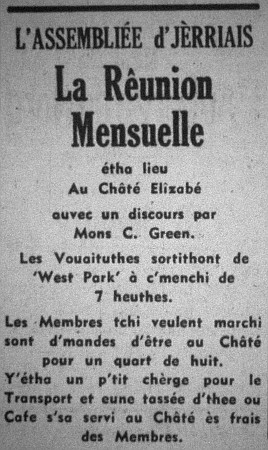 L'ASSEMBLIÉE d'JÈRRIAIS
La Rêunion
Mensuelle
étha lieu
Au Châté Elîzabé
auvec un discours par
Mons C. Green.
Les Vouaituthes sortithont de
'West Park' à c'menchi de
7 heuthes.
Les Membres tchi veulent marchi
sont d'mandes d'être au Châté
pour un quart de huit.
Y'étha un p'tit chèrge pour le
Transport et eune tassée d'thee ou
Cafe s'sa servi au Châté ès frais
des Membres.